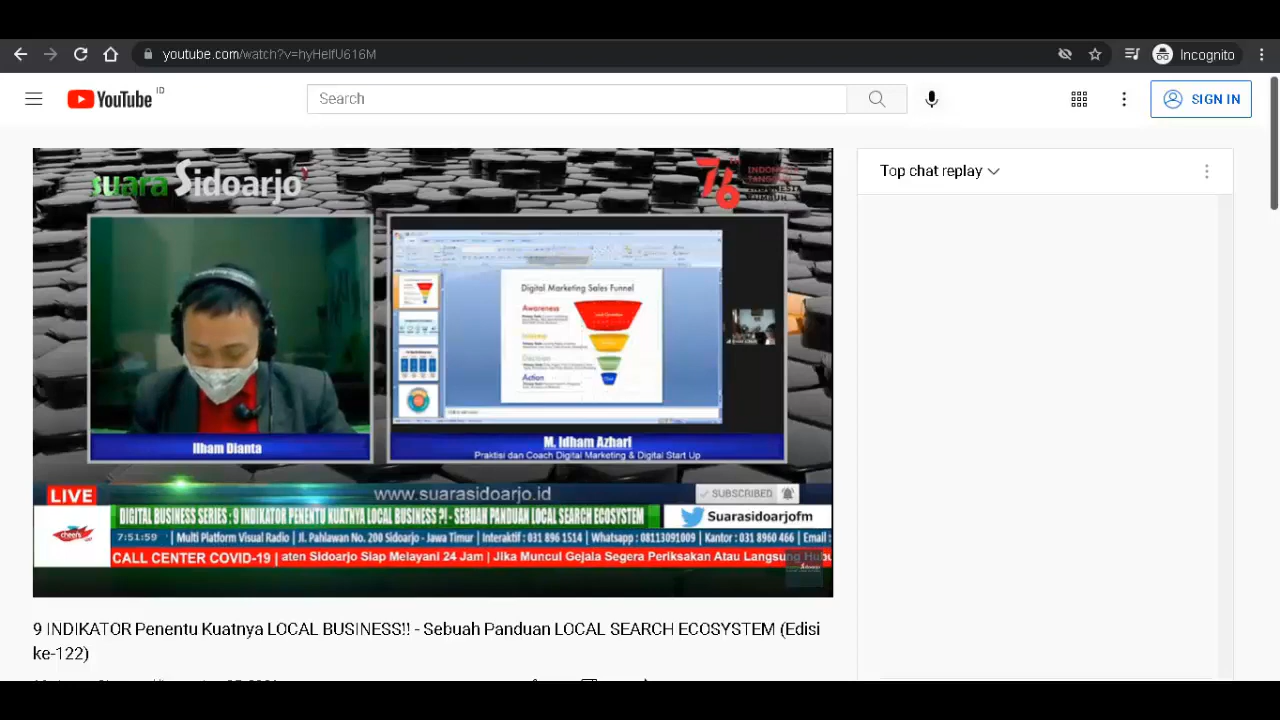 youtube.com/watch?v=hyHeIfU616M
Incognito
YouTube ID
Search
SIGN IN
Top chat replay
suara Sidoarjo
76
Digital Marketing Sales Funnel
Awareness
Decision
Action
Ilham Dianta
M. Idham Azhari
Praktisi dan Coach Digital Marketing & Digital Start Up
LIVE
www.suarasidoarjo.id
SUBSCRIBED
DIGITAL BUSINESS SERIES : 9 INDIKATOR PENENTU KUATNYA LOCAL BUSINESS ?! - SEBUAH PANDUAN LOCAL SEARCH ECOSYSTEM
Suarasidoarjofm
7:51:59
| Multi Platform Visual Radio | Jl. Pahlawan No. 200 Sidoarjo - Jawa Timur | Interaktif : 031 896 1514 | Whatsapp : 08113091009 | Kantor : 031 8960 466 | Email :
cheers
CALL CENTER COVID-19 | aten Sidoarjo Siap Melayani 24 Jam | Jika Muncul Gejala Segera Periksakan Atau Langsung Hubu
9 INDIKATOR Penentu Kuatnya LOCAL BUSINESS!! - Sebuah Panduan LOCAL SEARCH ECOSYSTEM (Edisi
ke-122)